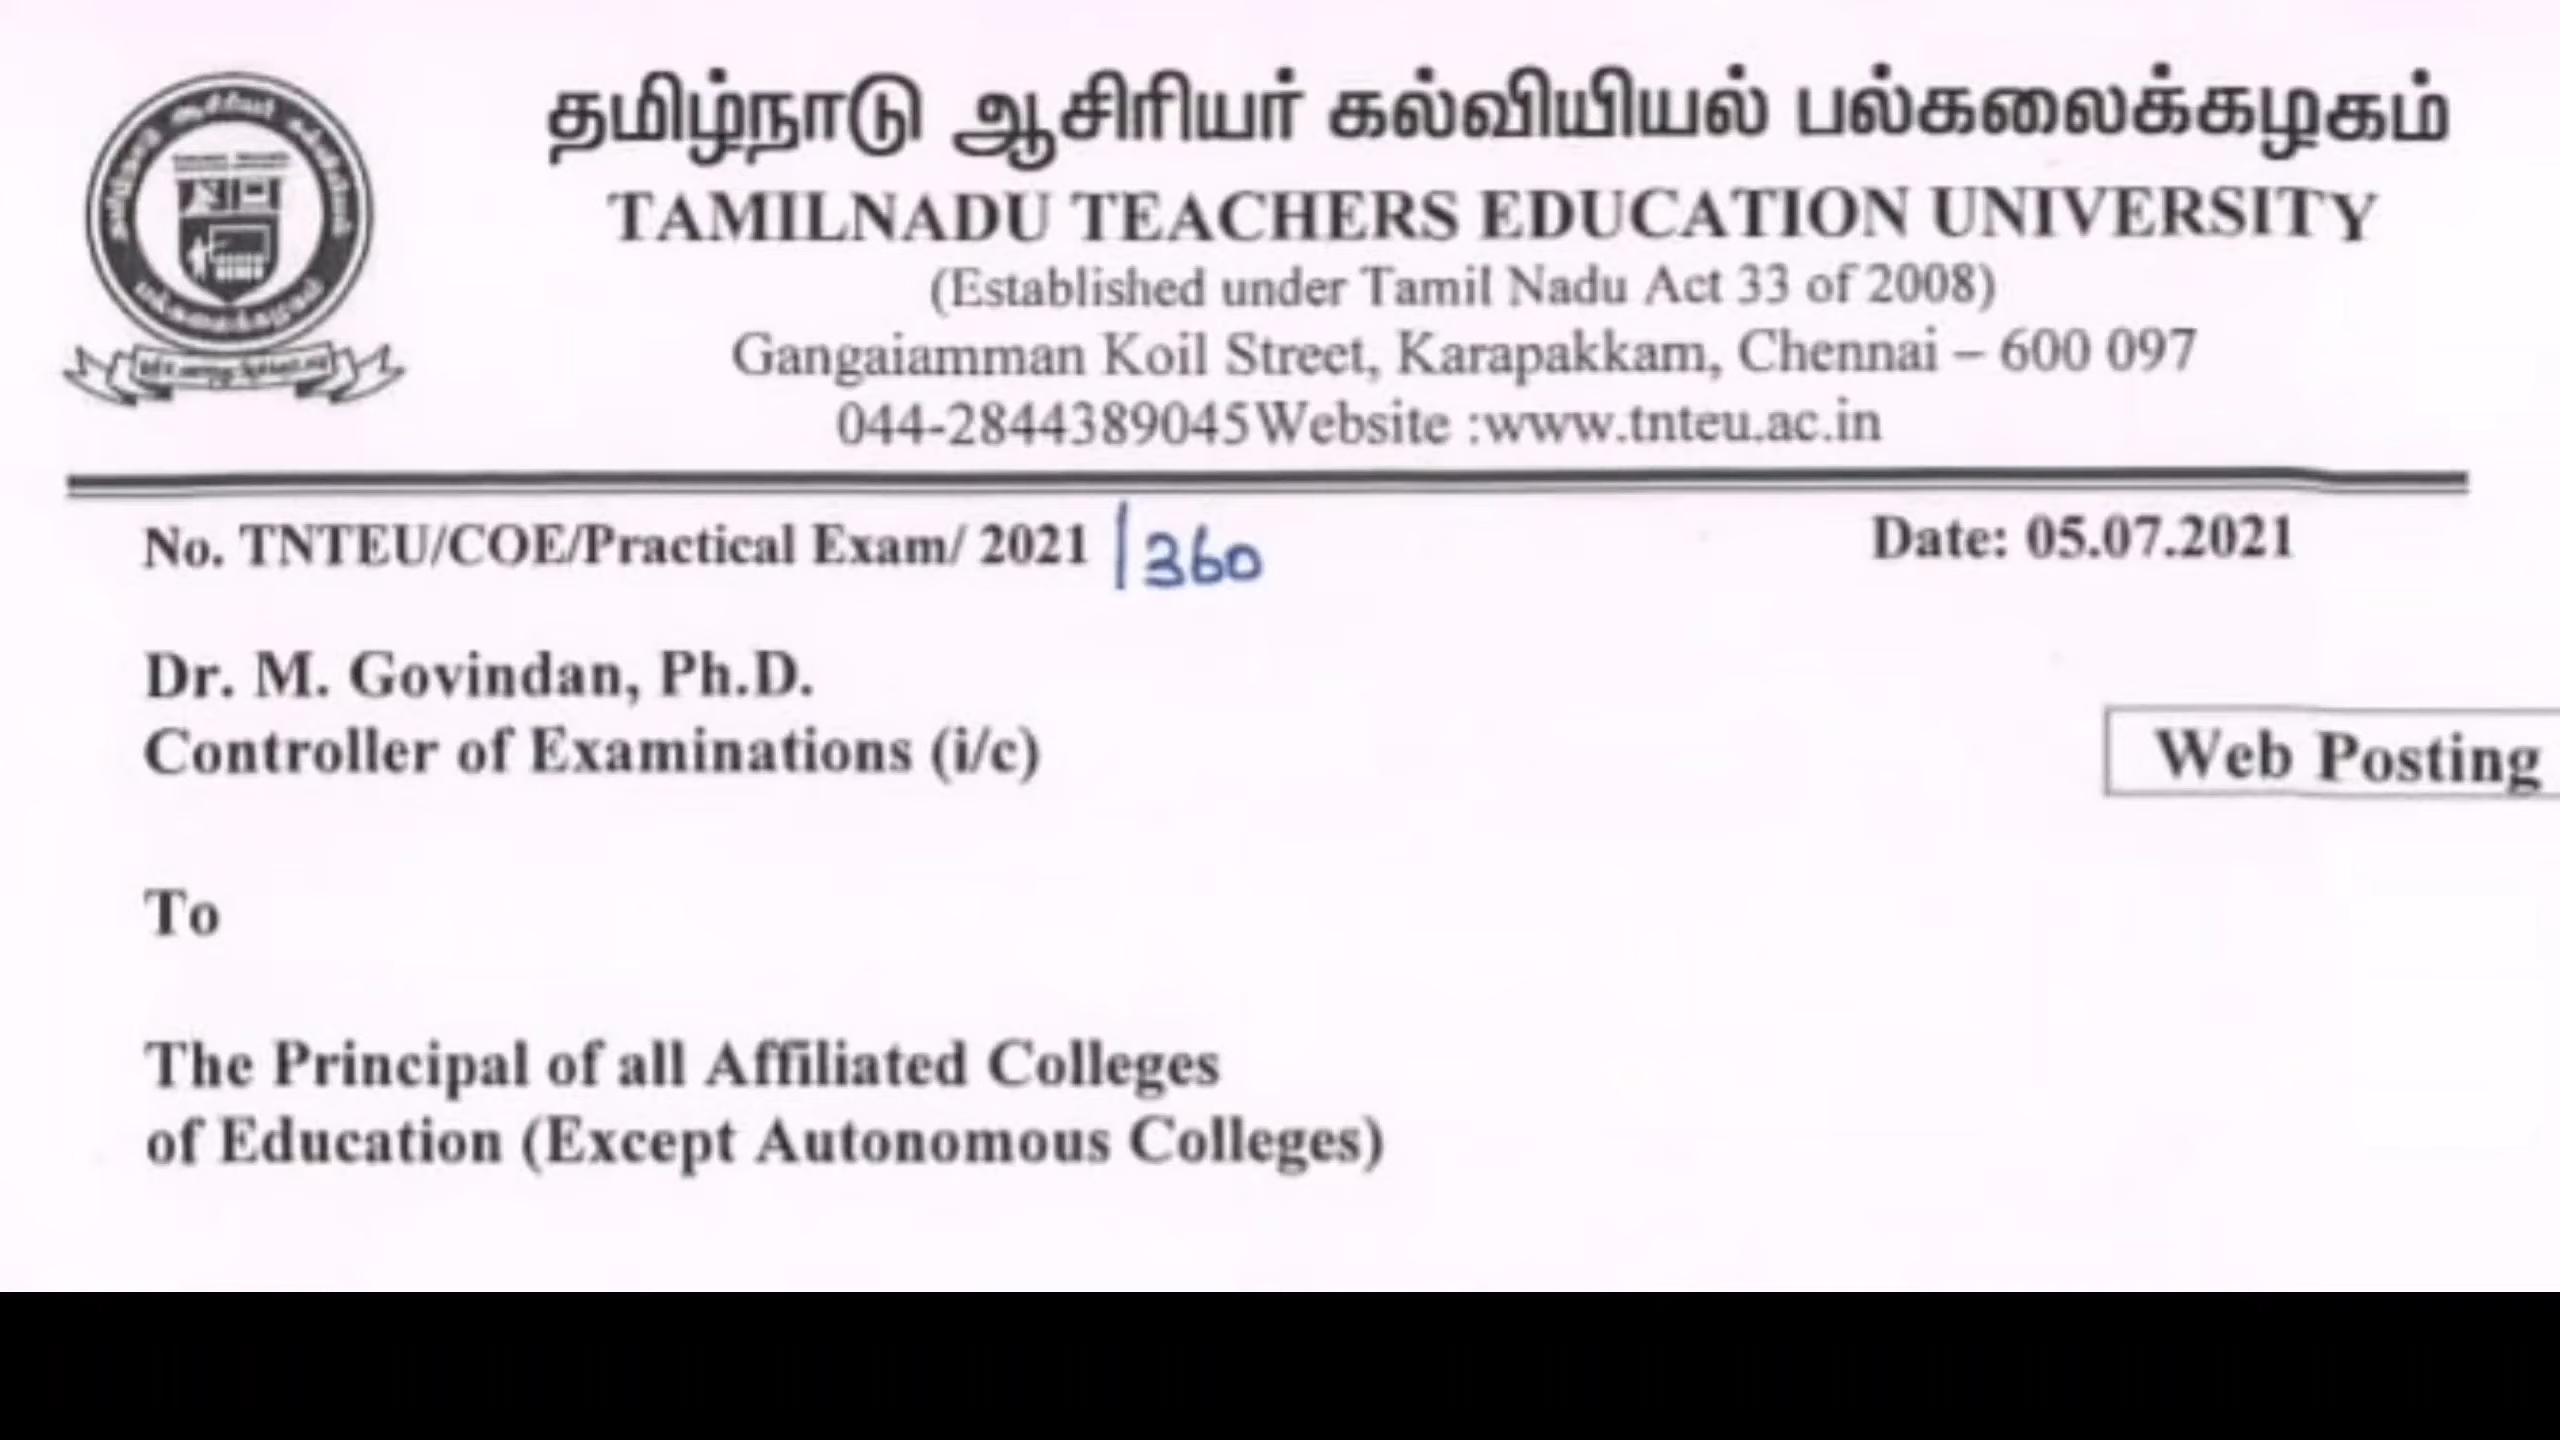 தமிழ்நாடு ஆசிரியர் கல்வியியல் பல்கலைக்கழகம்
TAMILNADU TEACHERS EDUCATION UNIVERSITY
(Established under Tamil Nadu Act 33 of 2008)
Gangaiamman Koil Street, Karapakkam, Chennai – 600 097
044-2844389045Website :www.tnteu.ac.in
No. TNTEU/COE/Practical Exam/ 2021 /360
Date: 05.07.2021
Dr. M. Govindan, Ph.D.
Controller of Examinations (i/c)
Web Posting
To
The Principal of all Affiliated Colleges
of Education (Except Autonomous Colleges)